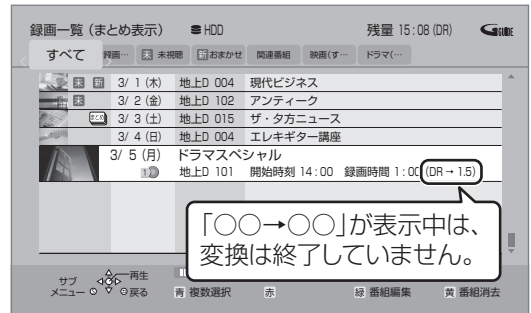 録画一覧 (まとめ表示) HDD 残量 15:08 (DR) GGUIDE
すべて 録画… 未 未視聴 新 おまかせ 関連番組 映画(す… ドラマ(…
未 新 3/ 1 (木) 地上D 004 現代ビジネス
未 3/ 2 (金) 地上D 102 アンティーク
まとめ 3/ 3 (土) 地上D 015 ザ・夕方ニュース
3/ 4 (日) 地上D 004 エレキギター講座
3/ 5 (月) ドラマスペシャル
地上D 101 開始時刻 14:00 録画時間 1:00 (DR→1.5)
「○○→○○」が表示中は、
変換は終了していません。
サブ
メニュー 再生
戻る
青 複数選択 赤 緑 番組編集 黄 番組消去